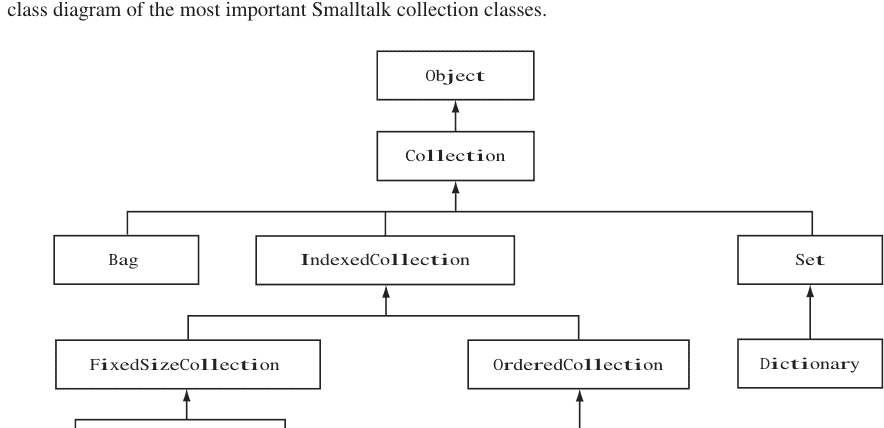 class diagram of the most important Smalltalk collection classes.
Object
Collection
Bag
IndexedCollection
Set
FixedSizeCollection
OrderedCollection
Dictionary